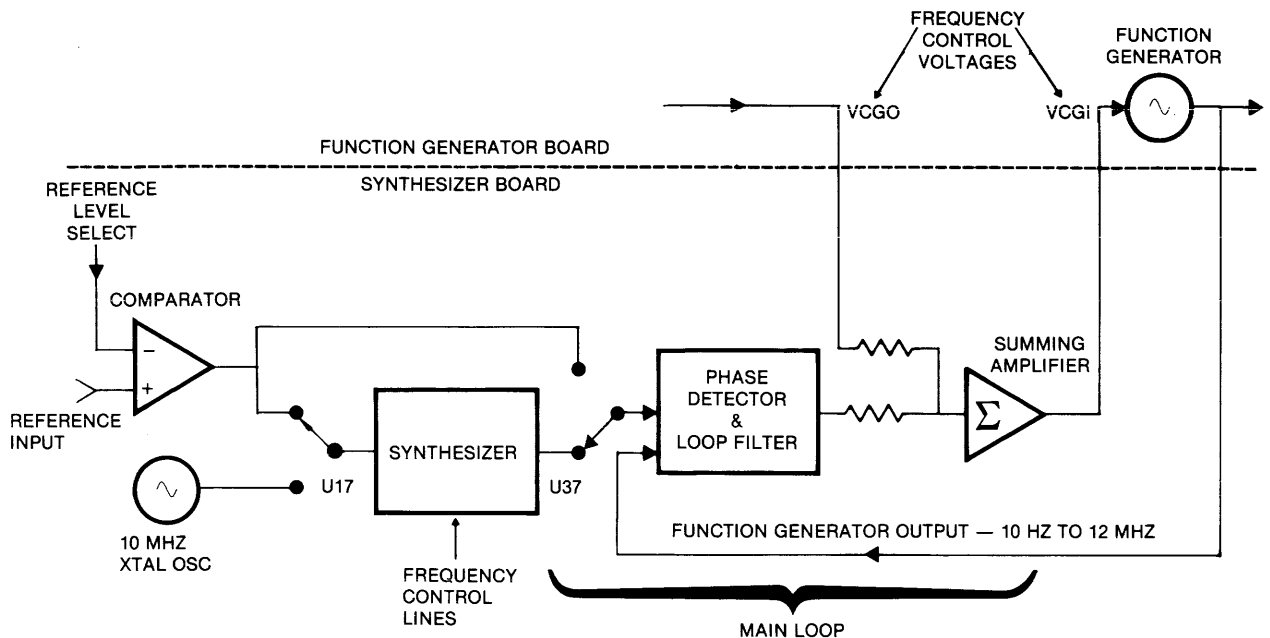 FREQUENCY
CONTROL
VOLTAGES
FUNCTION
GENERATOR
VCGO
VCGI
FUNCTION GENERATOR BOARD
SYNTHESIZER BOARD
REFERENCE
LEVEL
SELECT
COMPARATOR
−
+
REFERENCE
INPUT
10 MHZ
XTAL OSC
U17
SYNTHESIZER
U37
FREQUENCY
CONTROL
LINES
PHASE
DETECTOR
&
LOOP FILTER
SUMMING
AMPLIFIER
Σ
FUNCTION GENERATOR OUTPUT — 10 HZ TO 12 MHZ
MAIN LOOP